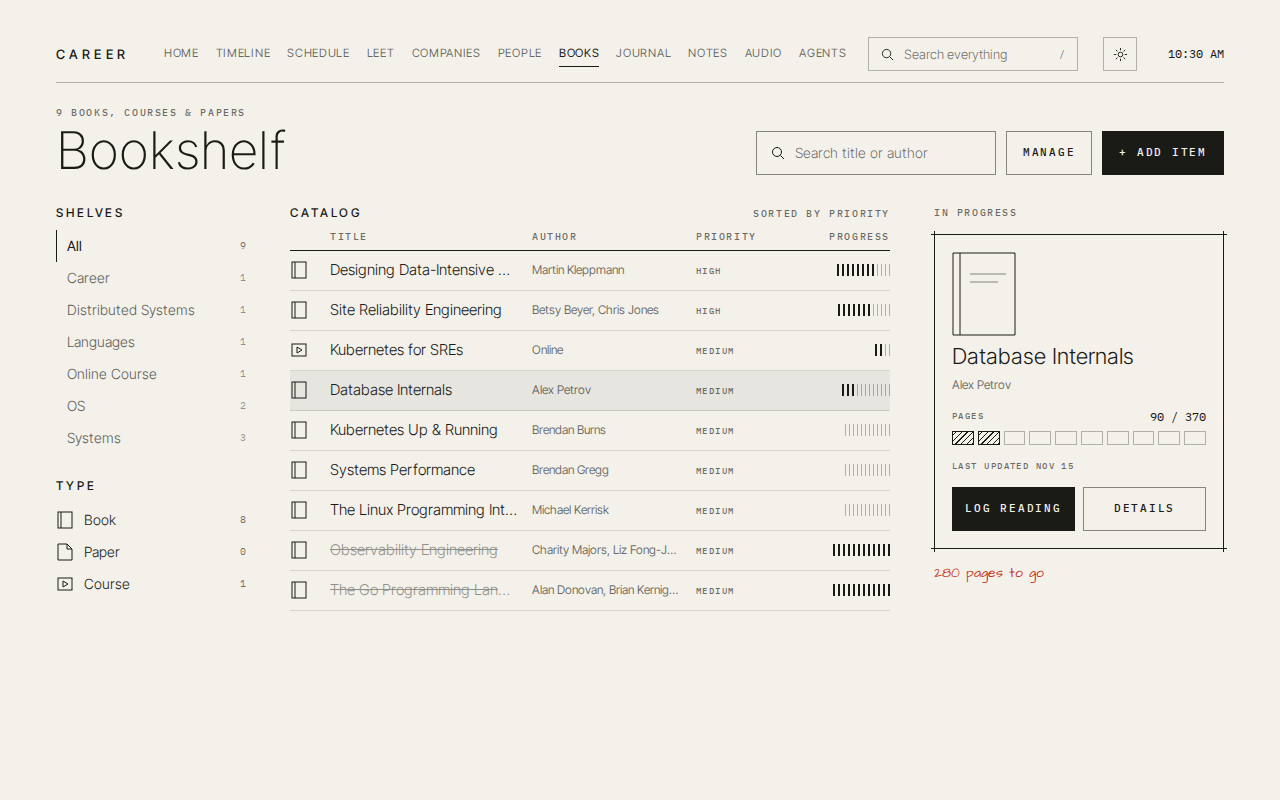 CAREER HOME TIMELINE SCHEDULE LEET COMPANIES PEOPLE BOOKS JOURNAL NOTES AUDIO AGENTS Search everything / 10:30 AM
9 BOOKS, COURSES & PAPERS
Bookshelf
Search title or author MANAGE + ADD ITEM
SHELVES
All 9
Career 1
Distributed Systems 1
Languages 1
Online Course 1
OS 2
Systems 3
TYPE
Book 8
Paper 0
Course 1
CATALOG SORTED BY PRIORITY
TITLE AUTHOR PRIORITY PROGRESS
Designing Data-Intensive ... Martin Kleppmann HIGH
Site Reliability Engineering Betsy Beyer, Chris Jones HIGH
Kubernetes for SREs Online MEDIUM
Database Internals Alex Petrov MEDIUM
Kubernetes Up & Running Brendan Burns MEDIUM
Systems Performance Brendan Gregg MEDIUM
The Linux Programming Int... Michael Kerrisk MEDIUM
Observability Engineering Charity Majors, Liz Fong-J... MEDIUM
The Go Programming Lan... Alan Donovan, Brian Kernig... MEDIUM
IN PROGRESS
Database Internals
Alex Petrov
PAGES 90 / 370
LAST UPDATED NOV 15
LOG READING DETAILS
280 pages to go